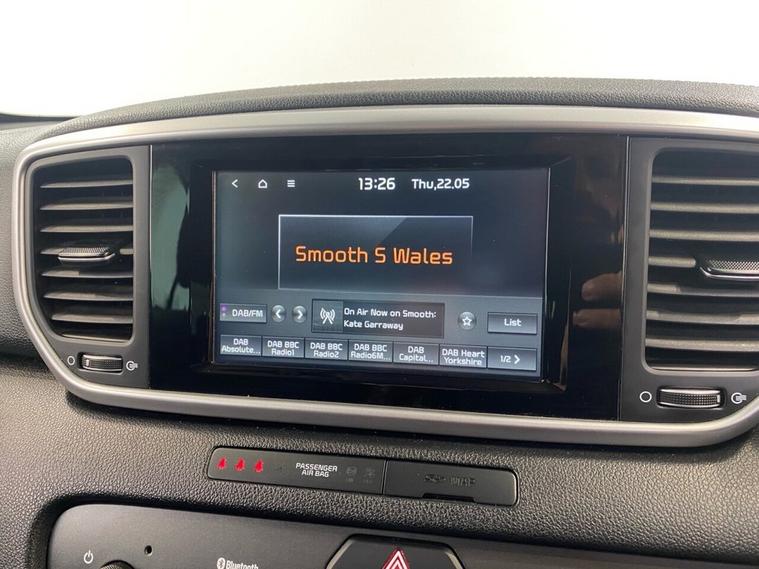 13:26 Thu,22.05
Smooth S Wales
DAB/FM
On Air Now on Smooth:
Kate Garraway
List
DAB Absolute...
DAB BBC Radio1
DAB BBC Radio2
DAB BBC Radio6M...
DAB Capital...
DAB Heart Yorkshire
1/2
PASSENGER
AIR BAG
Bluetooth